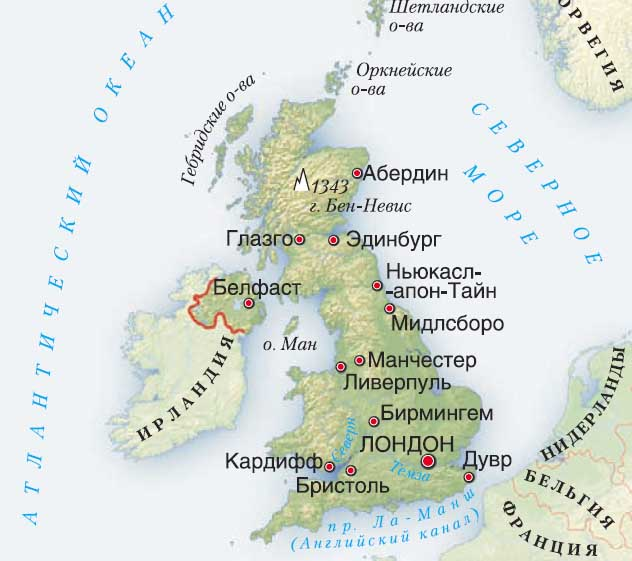 Шетландские
о-ва
ОРВЕГИЯ
АТЛАНТИЧЕСКИЙ ОКЕАН
Оркнейские
о-ва
Гебридские о-ва
СЕВЕРНОЕ
МОРЕ
Абердин
1343
г. Бен-Невис
Глазго
Эдинбург
Ньюкасл-
-апон-Тайн
Белфаст
Мидлсборо
о. Ман
ИРЛАНДИЯ
Манчестер
Ливерпуль
НИДЕРЛАНДЫ
Бирмингем
Северн
ЛОНДОН
Кардифф
Темза
Дувр
Бристоль
БЕЛЬГИЯ
пр. Ла-Манш
(Английский канал)
ФРАНЦИЯ